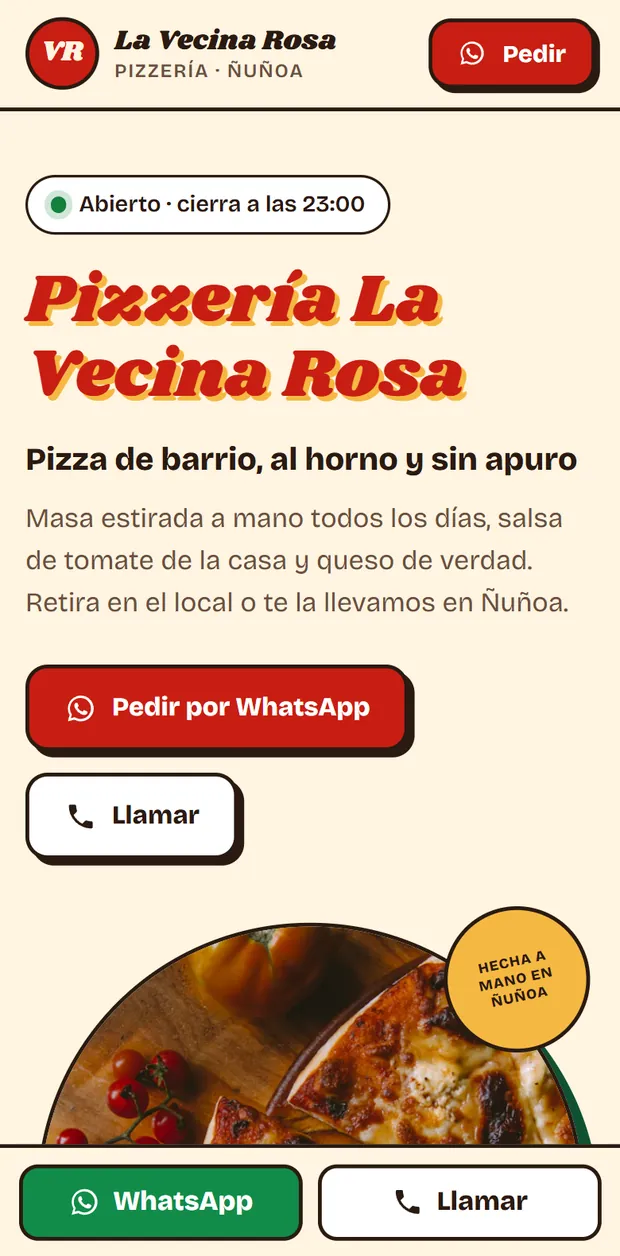 VR
La Vecina Rosa
PIZZERÍA · ÑUÑOA
Pedir
Abierto · cierra a las 23:00
Pizzería La
Vecina Rosa
Pizza de barrio, al horno y sin apuro
Masa estirada a mano todos los días, salsa
de tomate de la casa y queso de verdad.
Retira en el local o te la llevamos en Ñuñoa.
Pedir por WhatsApp
Llamar
HECHA A
MANO EN
ÑUÑOA
WhatsApp
Llamar